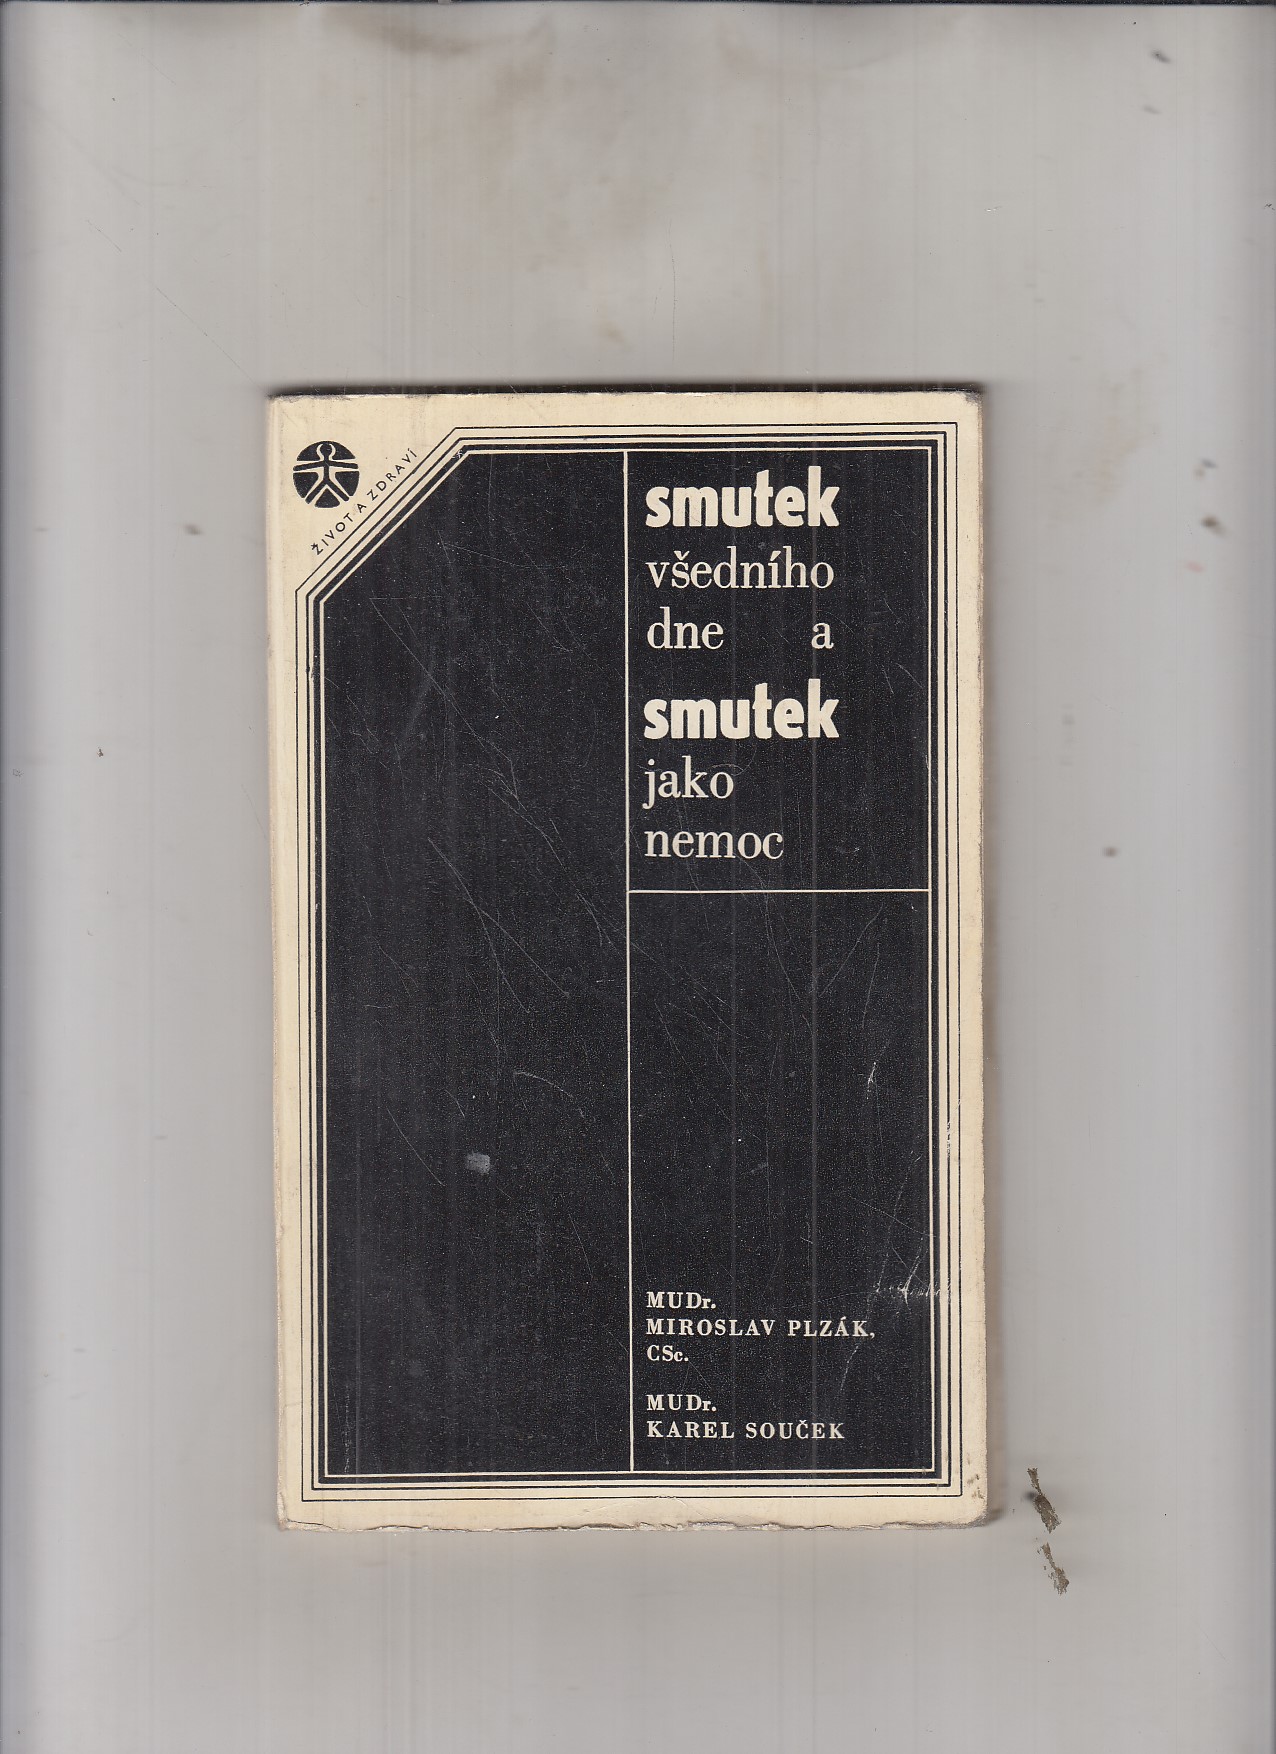 ŽIVOT A ZDRAVÍ
smutek
všedního
dne a
smutek
jako
nemoc
MUDr.
MIROSLAV PLZÁK,
CSc.
MUDr.
KAREL SOUČEK